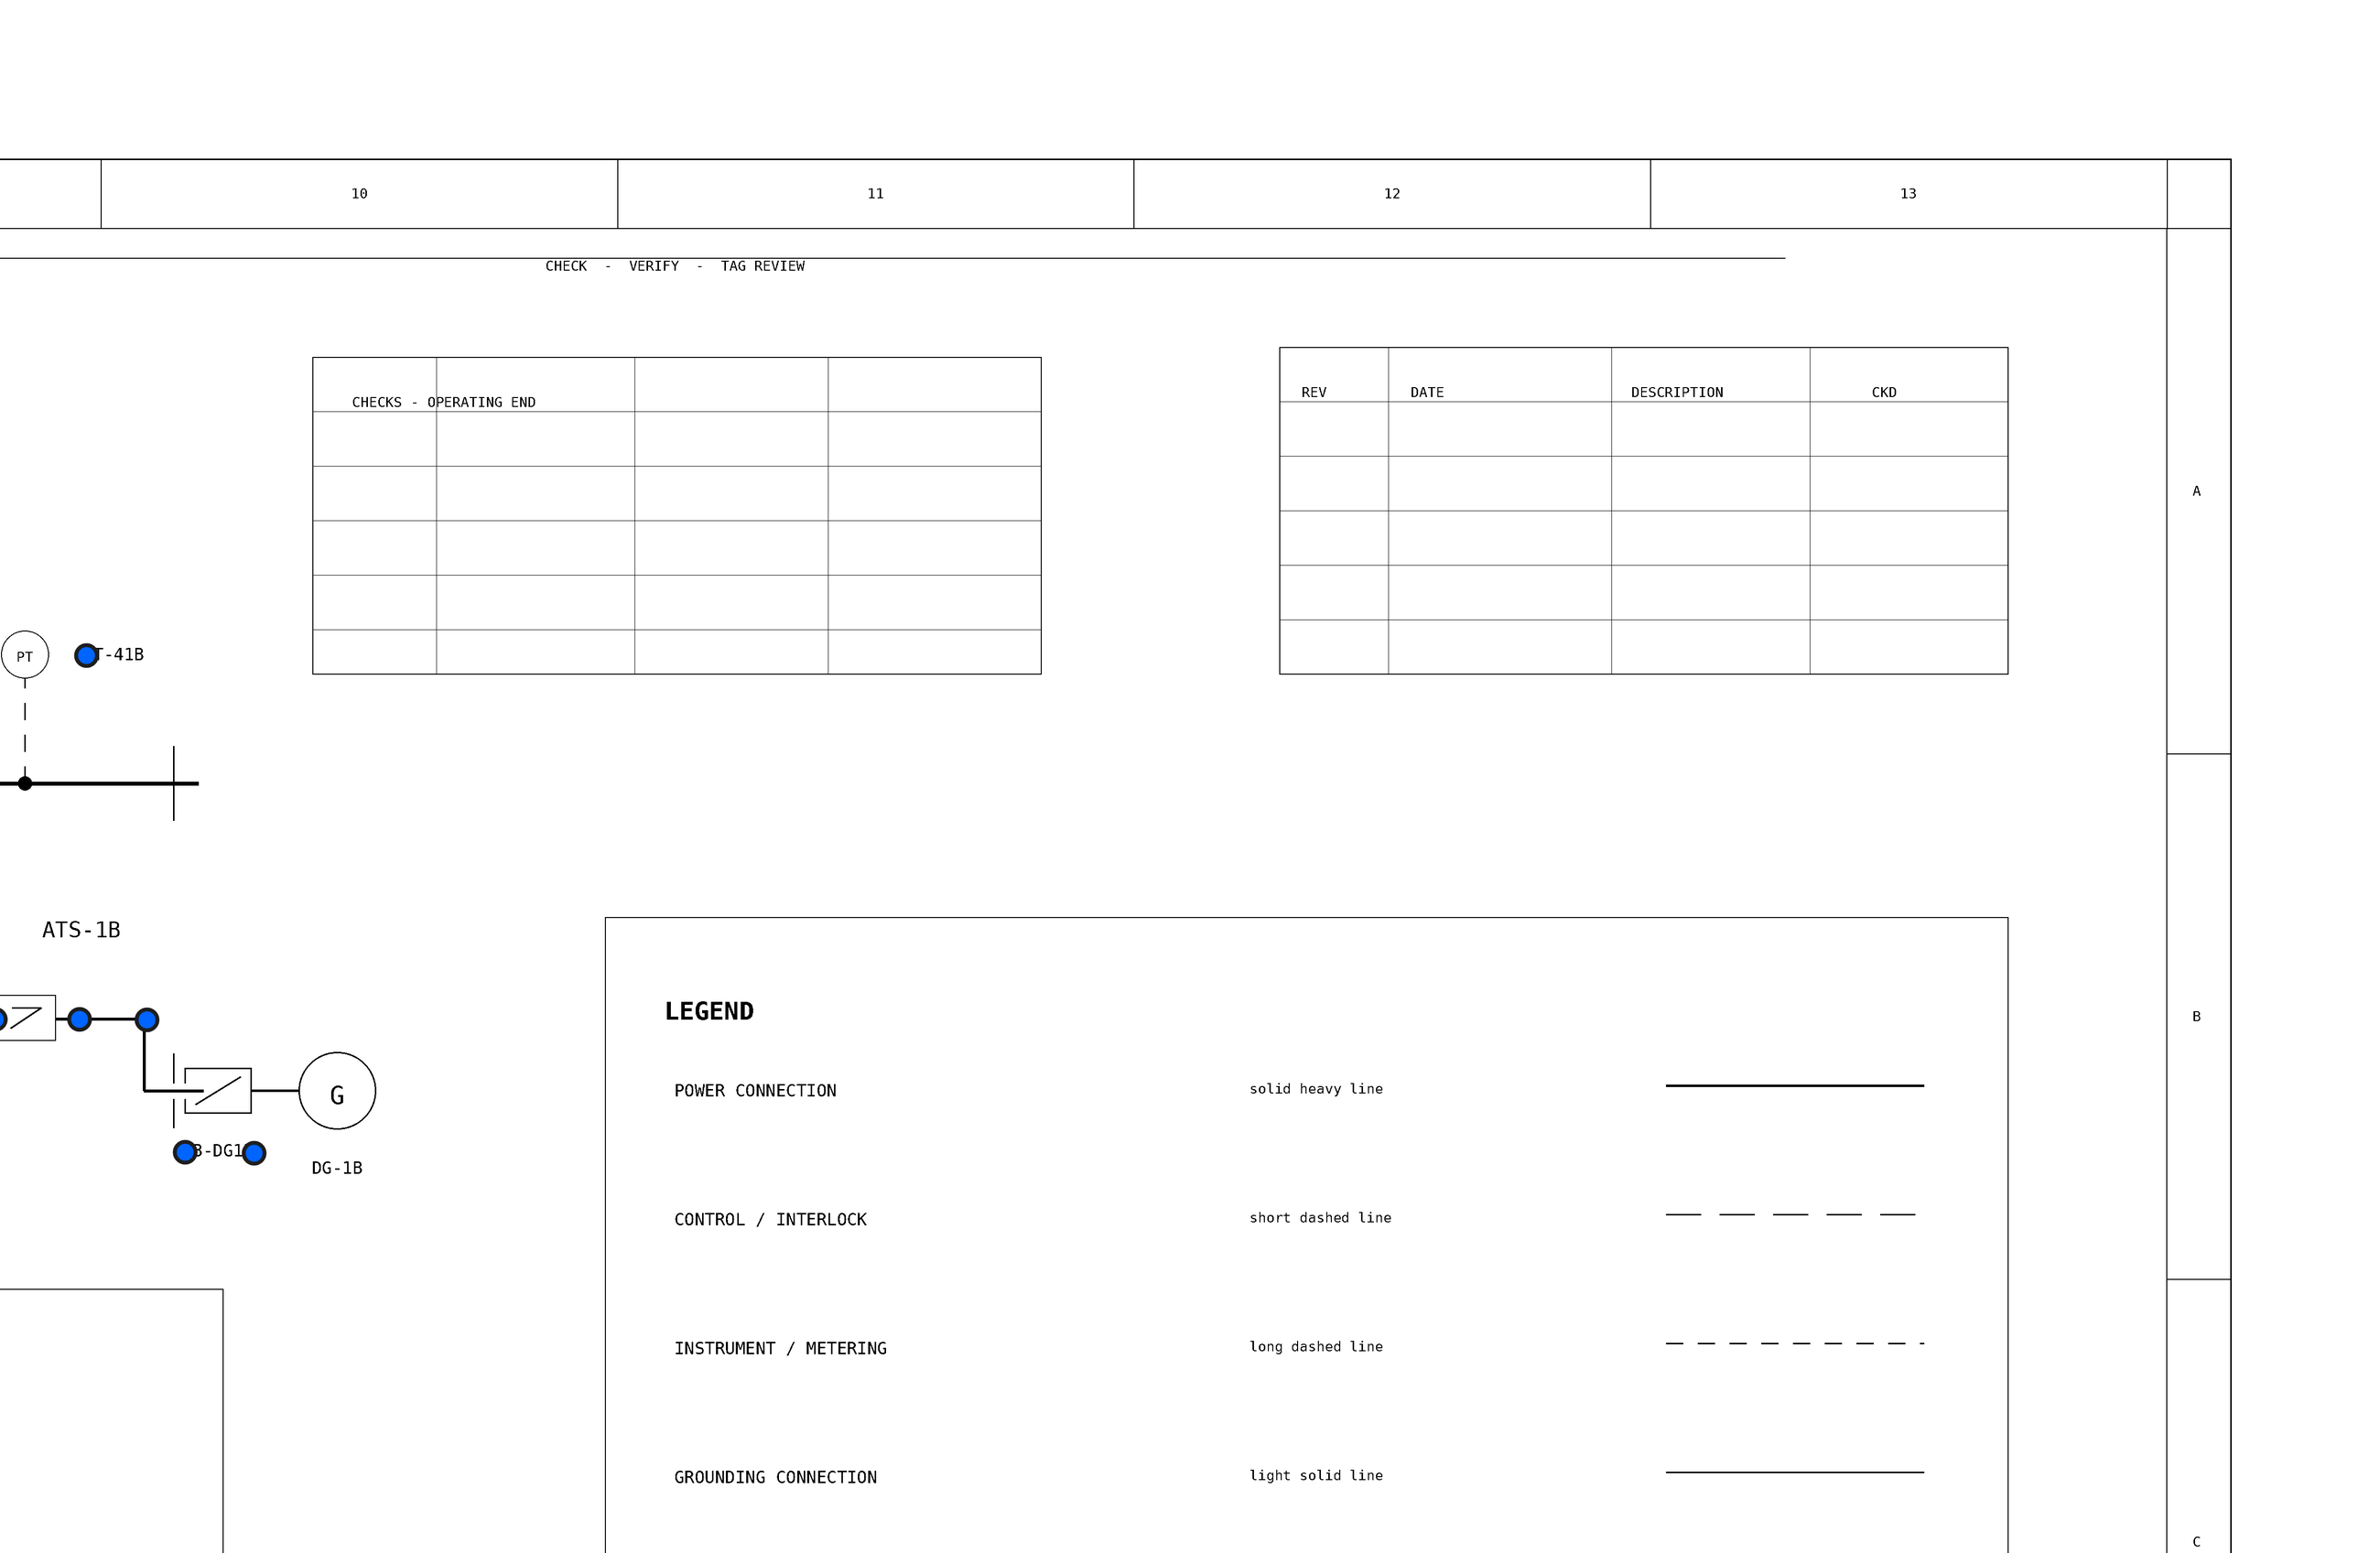 10 11 12 13
CHECK - VERIFY - TAG REVIEW
REV DATE DESCRIPTION CKD
CHECKS - OPERATING END
A
PT T-41B
ATS-1B
LEGEND
B
G
POWER CONNECTION solid heavy line
B-DG1
DG-1B
CONTROL / INTERLOCK short dashed line
INSTRUMENT / METERING long dashed line
GROUNDING CONNECTION light solid line
C